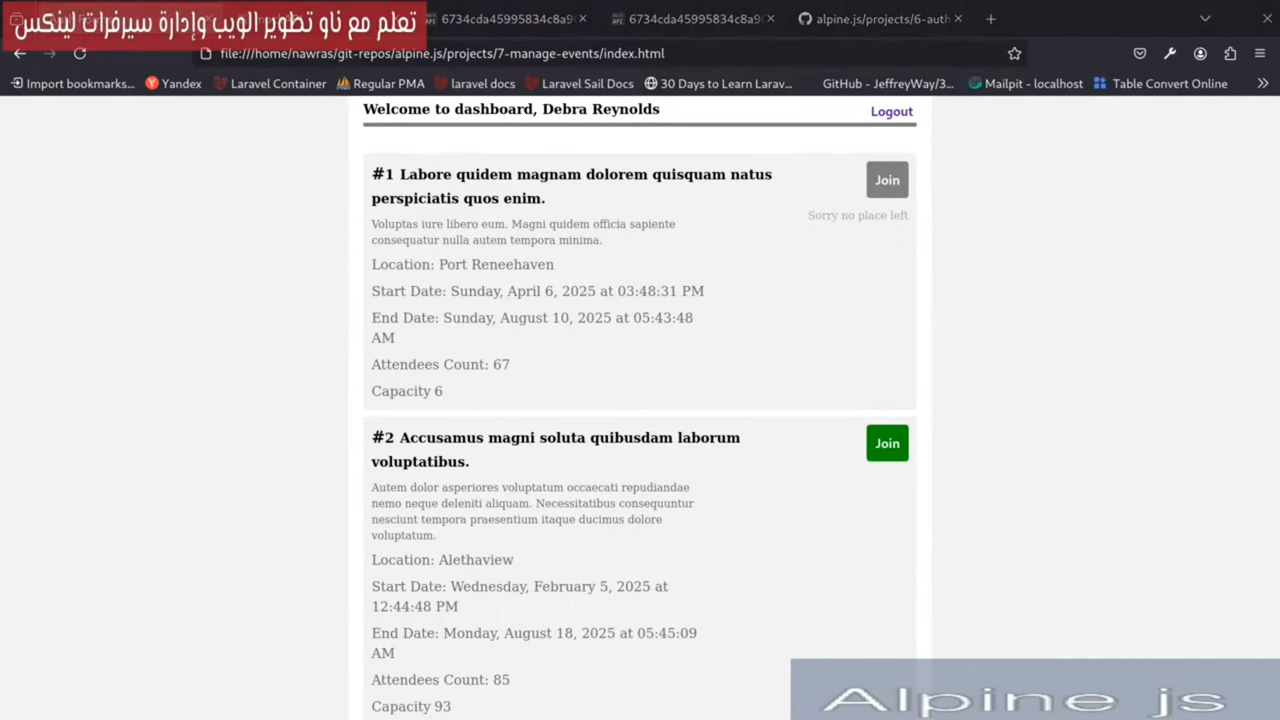 تعلم مع ناو تطوير الويب وإدارة سيرفرات لينكس
6734cda45995834c8a9
6734cda45995834c8a90
alpine.js/projects/6-auth
file:///home/nawras/git-repos/alpine.js/projects/7-manage-events/index.html
Import bookmarks...
Yandex
Laravel Container
Regular PMA
laravel docs
Laravel Sail Docs
30 Days to Learn Larav...
GitHub - JeffreyWay/3...
Mailpit - localhost
Table Convert Online
Welcome to dashboard, Debra Reynolds
Logout
#1 Labore quidem magnam dolorem quisquam natus
perspiciatis quos enim.
Join
Sorry no place left
Voluptas iure libero eum. Magni quidem officia sapiente
consequatur nulla autem tempora minima.
Location: Port Reneehaven
Start Date: Sunday, April 6, 2025 at 03:48:31 PM
End Date: Sunday, August 10, 2025 at 05:43:48
AM
Attendees Count: 67
Capacity 6
#2 Accusamus magni soluta quibusdam laborum
voluptatibus.
Join
Autem dolor asperiores voluptatum occaecati repudiandae
nemo neque deleniti aliquam. Necessitatibus consequuntur
nesciunt tempora praesentium itaque ducimus dolore
voluptatum.
Location: Alethaview
Start Date: Wednesday, February 5, 2025 at
12:44:48 PM
End Date: Monday, August 18, 2025 at 05:45:09
AM
Attendees Count: 85
Capacity 93
Alpine js